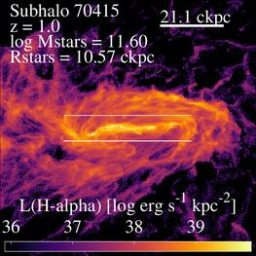 Subhalo 70415
21.1 ckpc
z = 1.0
log Mstars = 11.60
Rstars = 10.57 ckpc
L(H-alpha) [log erg s⁻¹ kpc⁻²]
36 37 38 39